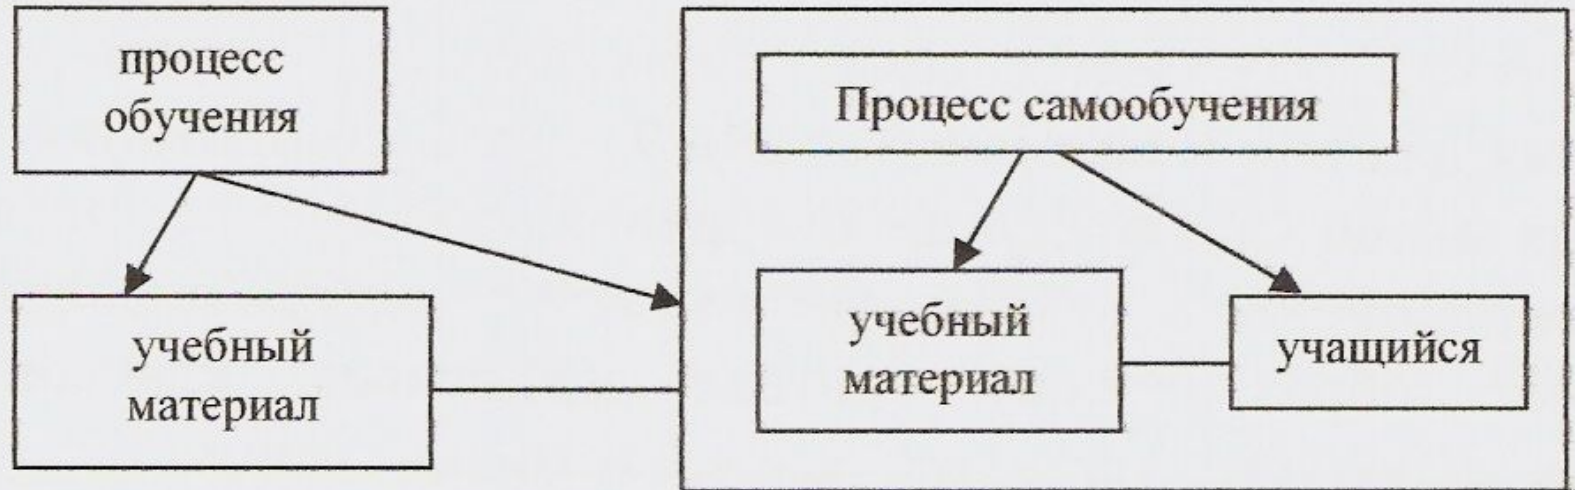 процесс
обучения
Процесс самообучения
учебный
материал
учебный
материал
учащийся